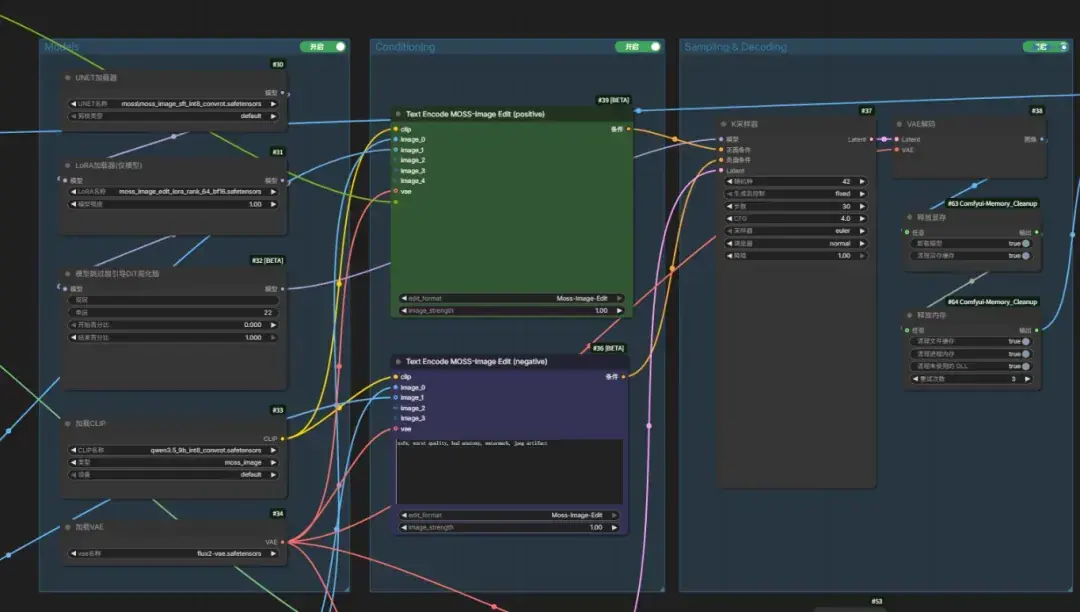 Models
开启
#30
UNET加载器
模型
UNET名称 moss\moss_image_sft_int8_convrot.safetensors
剪枝类型 default
#31
LoRA加载器(仅模型)
模型 模型
LoRA名称 moss_image_edit_lora_rank_64_bf16.safetensors
模型强度 1.00
#32 [BETA]
模型 模型
双层
单层 22
开始百分比 0.000
结束百分比 1.000
#33
加载CLIP
CLIP
CLIP名称 qwen3.5_9b_int8_convrot.safetensors
类型 moss_image
设备 default
#34
加载VAE
VAE
vae名称 flux2-vae.safetensors
Conditioning
开启
#39 [BETA]
Text Encode MOSS-Image Edit (positive)
clip 条件
image_0
image_1
image_2
image_3
image_4
vae
edit_format Moss-Image-Edit
image_strength 1.00
#36 [BETA]
Text Encode MOSS-Image Edit (negative)
clip 条件
image_0
image_1
image_2
image_3
vae
worst quality, bad anatomy, watermark, jpeg artifact
edit_format Moss-Image-Edit
image_strength 1.00
Sampling & Decoding
#37
K采样器
模型 Latent
正面条件
负面条件
Latent
随机种 42
生成后控制 fixed
步数 30
CFG 4.0
采样器 euler
调度器 normal
降噪 1.00
#38
VAE解码
Latent 图像
VAE
#63 Comfyui-Memory_Cleanup
释放显存
任意 输出
卸载模型 true
清理显存缓存 true
#64 Comfyui-Memory_Cleanup
释放内存
任意 输出
清理文件缓存 true
清理进程内存 true
清理未使用的 DLL true
重试次数 3
#53